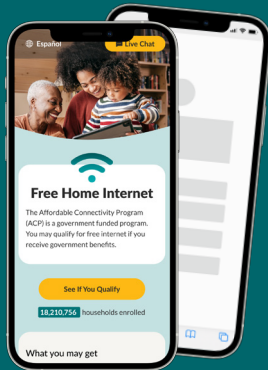 Español
Live Chat
Free Home Internet
The Affordable Connectivity Program
(ACP) is a government funded program.
You may qualify for free internet if you
receive government benefits.
See If You Qualify
18,210,756 households enrolled
What you may get